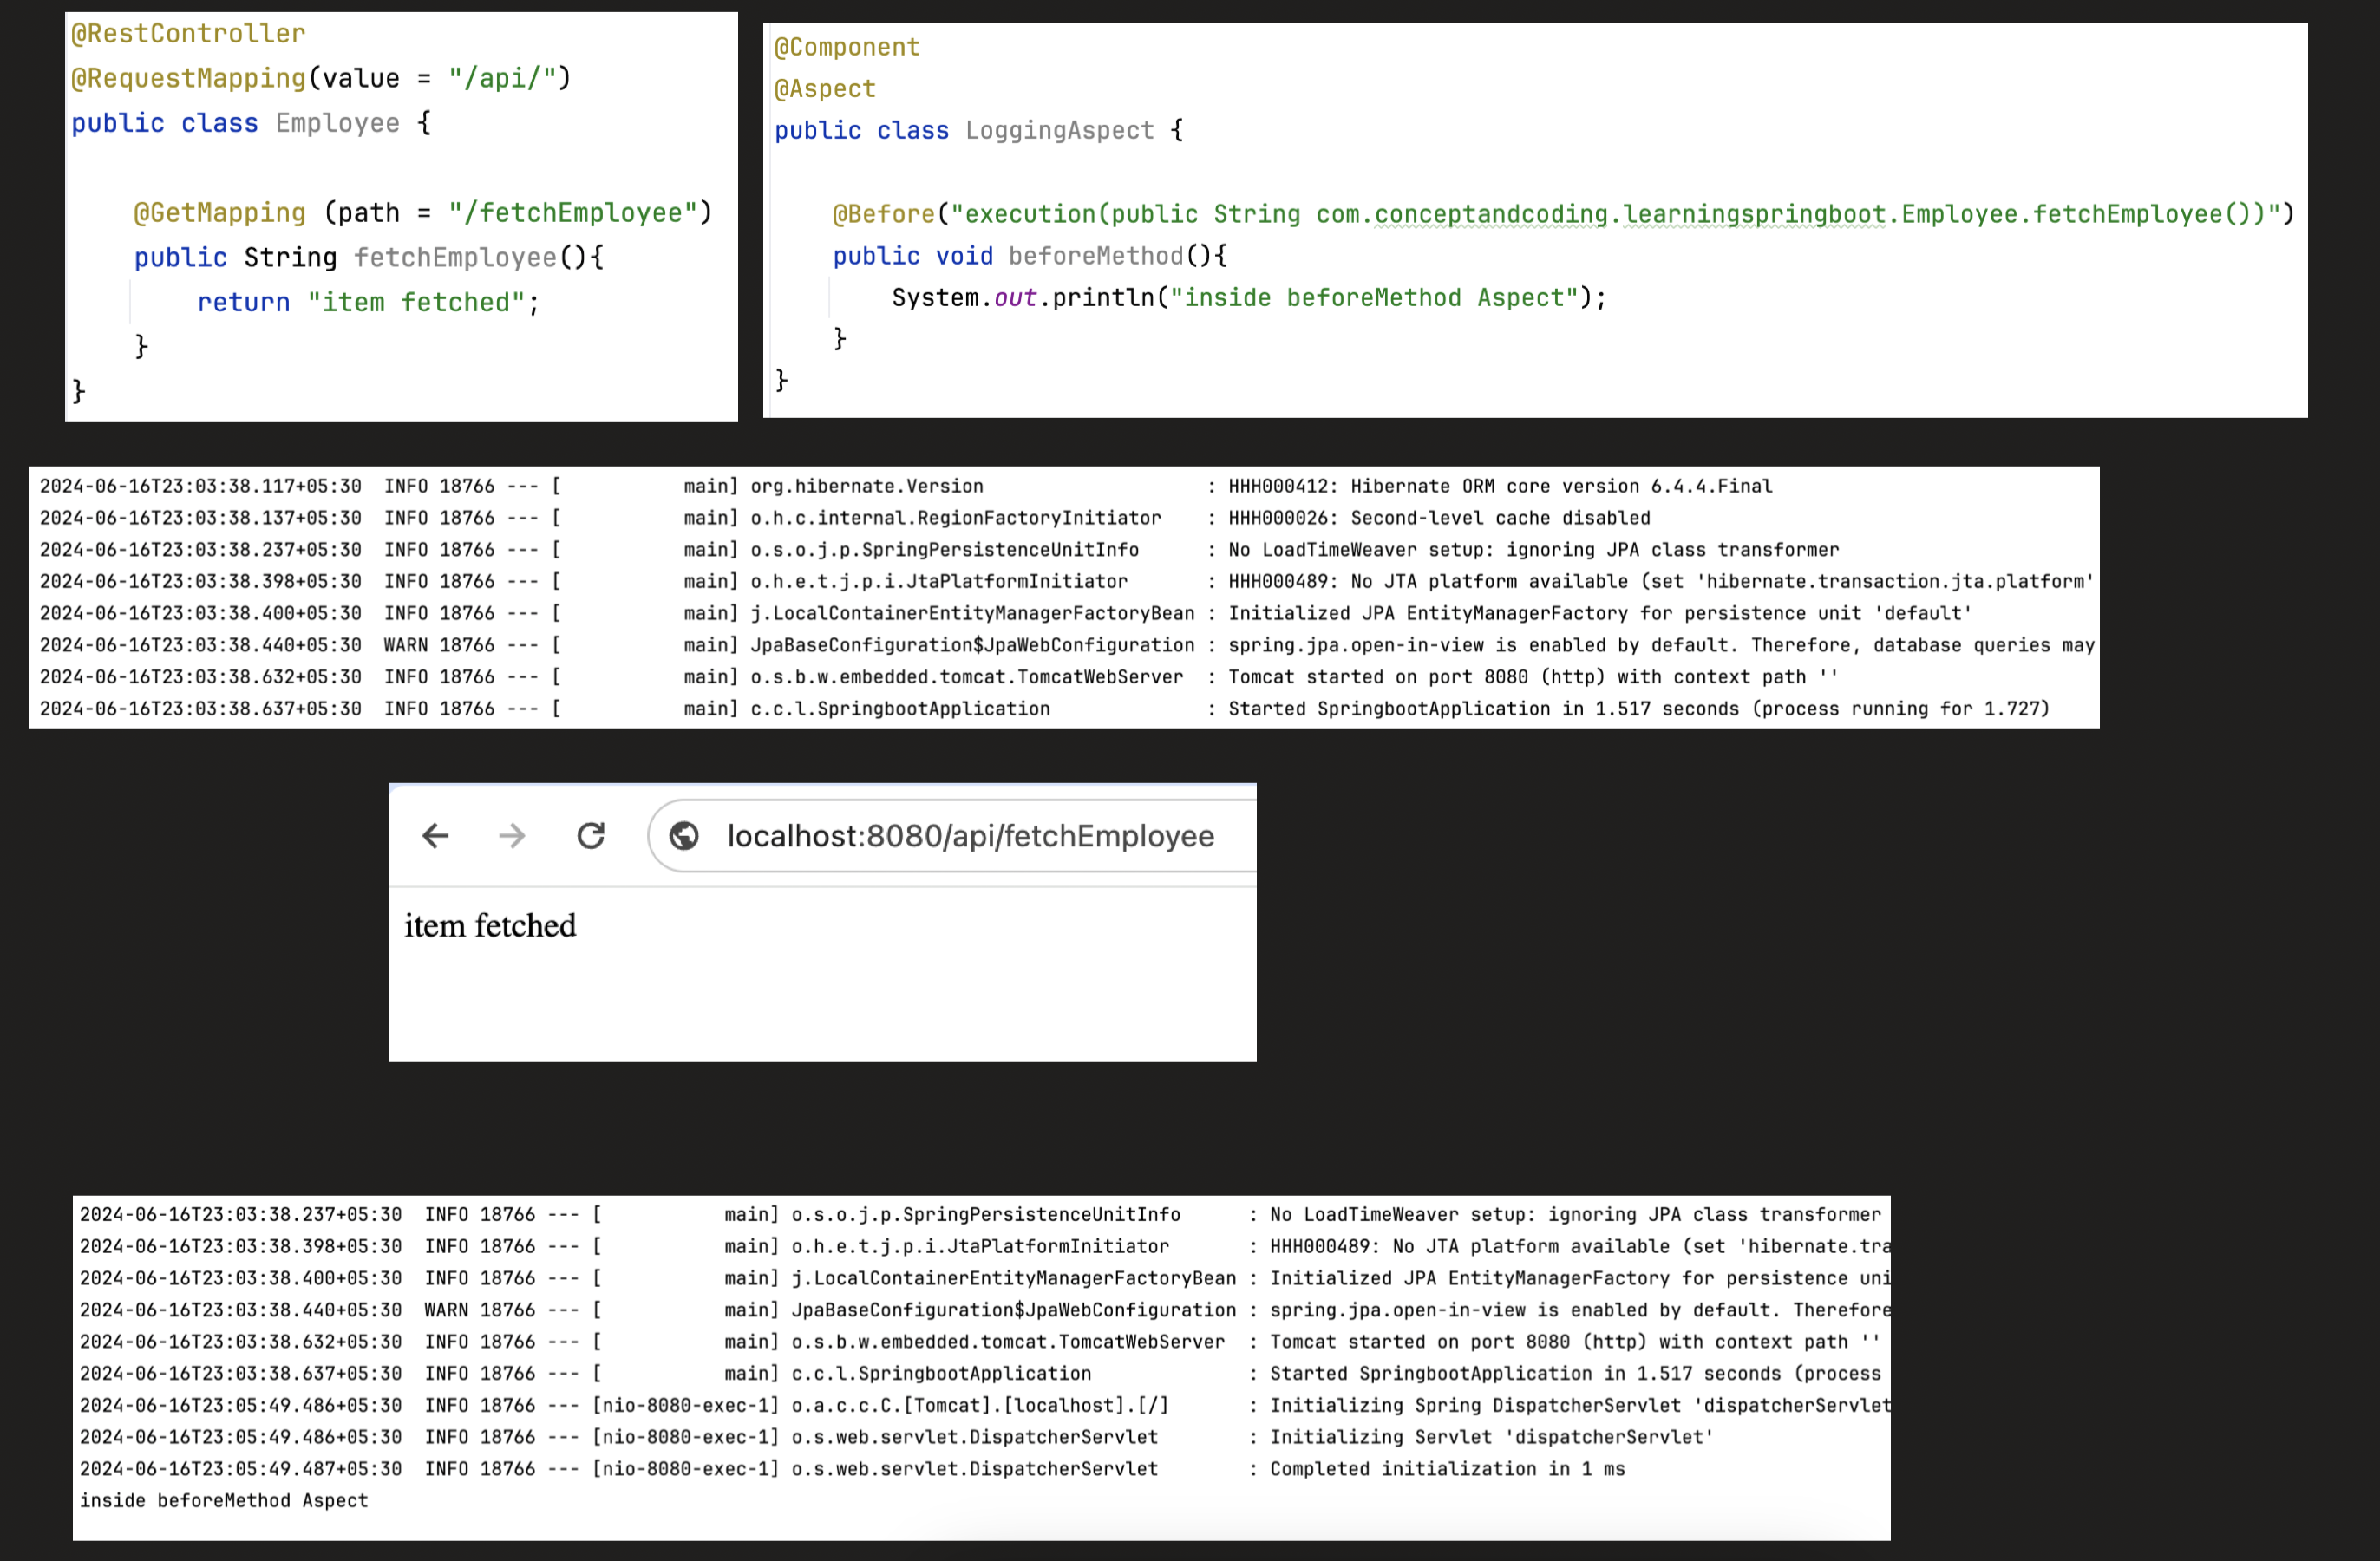 @RestController
@RequestMapping(value = "/api/")
public class Employee {
@GetMapping (path = "/fetchEmployee")
public String fetchEmployee(){
return "item fetched";
}
}
@Component
@Aspect
public class LoggingAspect {
@Before("execution(public String com.conceptandcoding.learningspringboot.Employee.fetchEmployee())")
public void beforeMethod(){
System.out.println("inside beforeMethod Aspect");
}
}
2024-06-16T23:03:38.117+05:30  INFO 18766 --- [           main] org.hibernate.Version                    : HHH000412: Hibernate ORM core version 6.4.4.Final
2024-06-16T23:03:38.137+05:30  INFO 18766 --- [           main] o.h.c.internal.RegionFactoryInitiator    : HHH000026: Second-level cache disabled
2024-06-16T23:03:38.237+05:30  INFO 18766 --- [           main] o.s.o.j.p.SpringPersistenceUnitInfo      : No LoadTimeWeaver setup: ignoring JPA class transformer
2024-06-16T23:03:38.398+05:30  INFO 18766 --- [           main] o.h.e.t.j.p.i.JtaPlatformInitiator       : HHH000489: No JTA platform available (set 'hibernate.transaction.jta.platform'
2024-06-16T23:03:38.400+05:30  INFO 18766 --- [           main] j.LocalContainerEntityManagerFactoryBean : Initialized JPA EntityManagerFactory for persistence unit 'default'
2024-06-16T23:03:38.440+05:30  WARN 18766 --- [           main] JpaBaseConfiguration$JpaWebConfiguration : spring.jpa.open-in-view is enabled by default. Therefore, database queries may
2024-06-16T23:03:38.632+05:30  INFO 18766 --- [           main] o.s.b.w.embedded.tomcat.TomcatWebServer  : Tomcat started on port 8080 (http) with context path ''
2024-06-16T23:03:38.637+05:30  INFO 18766 --- [           main] c.c.l.SpringbootApplication              : Started SpringbootApplication in 1.517 seconds (process running for 1.727)
localhost:8080/api/fetchEmployee
item fetched
2024-06-16T23:03:38.237+05:30  INFO 18766 --- [           main] o.s.o.j.p.SpringPersistenceUnitInfo      : No LoadTimeWeaver setup: ignoring JPA class transformer
2024-06-16T23:03:38.398+05:30  INFO 18766 --- [           main] o.h.e.t.j.p.i.JtaPlatformInitiator       : HHH000489: No JTA platform available (set 'hibernate.tra
2024-06-16T23:03:38.400+05:30  INFO 18766 --- [           main] j.LocalContainerEntityManagerFactoryBean : Initialized JPA EntityManagerFactory for persistence uni
2024-06-16T23:03:38.440+05:30  WARN 18766 --- [           main] JpaBaseConfiguration$JpaWebConfiguration : spring.jpa.open-in-view is enabled by default. Therefore
2024-06-16T23:03:38.632+05:30  INFO 18766 --- [           main] o.s.b.w.embedded.tomcat.TomcatWebServer  : Tomcat started on port 8080 (http) with context path ''
2024-06-16T23:03:38.637+05:30  INFO 18766 --- [           main] c.c.l.SpringbootApplication              : Started SpringbootApplication in 1.517 seconds (process
2024-06-16T23:05:49.486+05:30  INFO 18766 --- [nio-8080-exec-1] o.a.c.c.C.[Tomcat].[localhost].[/]       : Initializing Spring DispatcherServlet 'dispatcherServlet
2024-06-16T23:05:49.486+05:30  INFO 18766 --- [nio-8080-exec-1] o.s.web.servlet.DispatcherServlet        : Initializing Servlet 'dispatcherServlet'
2024-06-16T23:05:49.487+05:30  INFO 18766 --- [nio-8080-exec-1] o.s.web.servlet.DispatcherServlet        : Completed initialization in 1 ms
inside beforeMethod Aspect